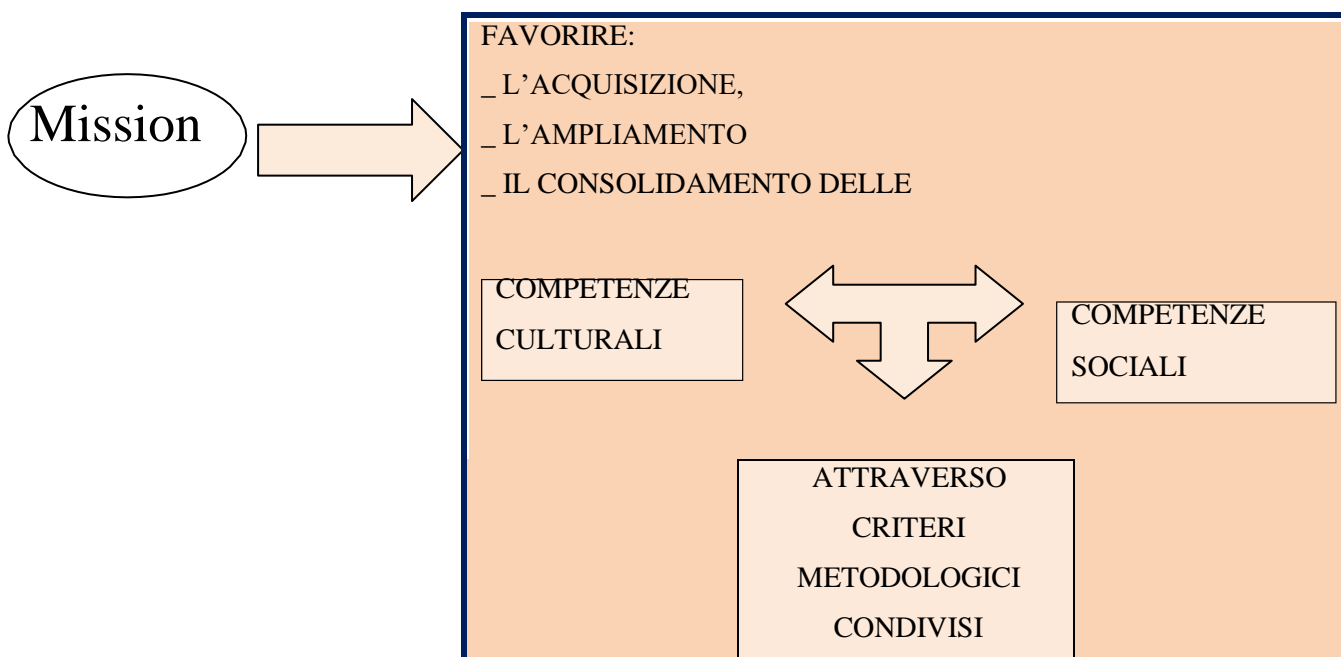 Mission
FAVORIRE:
_ L’ACQUISIZIONE,
_ L’AMPLIAMENTO
_ IL CONSOLIDAMENTO DELLE
COMPETENZE
CULTURALI
COMPETENZE
SOCIALI
ATTRAVERSO
CRITERI
METODOLOGICI
CONDIVISI